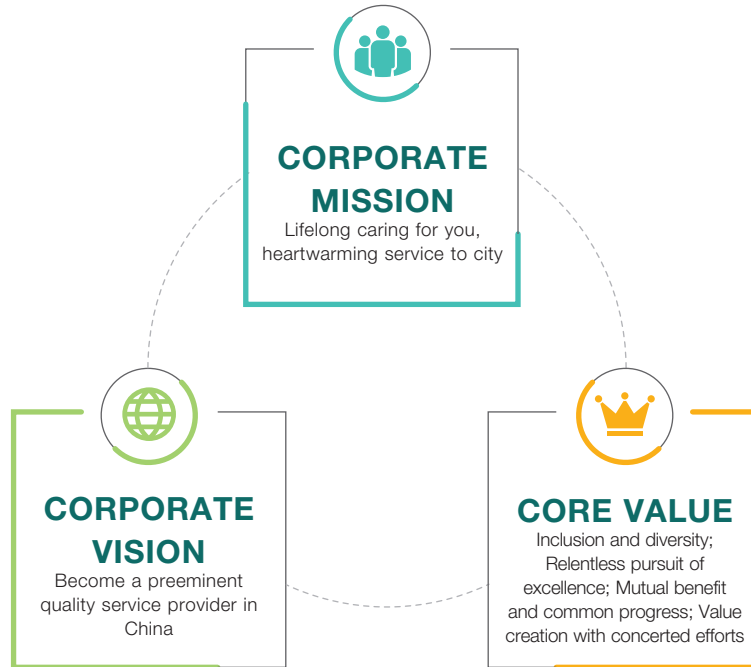 CORPORATE
MISSION
Lifelong caring for you,
heartwarming service to city
CORPORATE
VISION
Become a preeminent
quality service provider in
China
CORE VALUE
Inclusion and diversity;
Relentless pursuit of
excellence; Mutual benefit
and common progress; Value
creation with concerted efforts